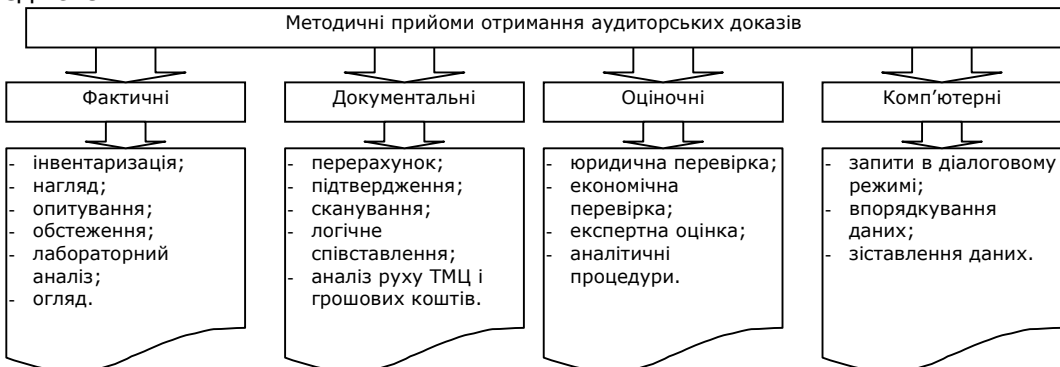 Методичні прийоми отримання аудиторських доказів
Фактичні
Документальні
Оціночні
Комп’ютерні
- інвентаризація;
- нагляд;
- опитування;
- обстеження;
- лабораторний
аналіз;
- огляд.
- перерахунок;
- підтвердження;
- сканування;
- логічне
співставлення;
- аналіз руху ТМЦ і
грошових коштів.
- юридична перевірка;
- економічна
перевірка;
- експертна оцінка;
- аналітичні
процедури.
- запити в діалоговому
режимі;
- впорядкування
даних;
- зіставлення даних.